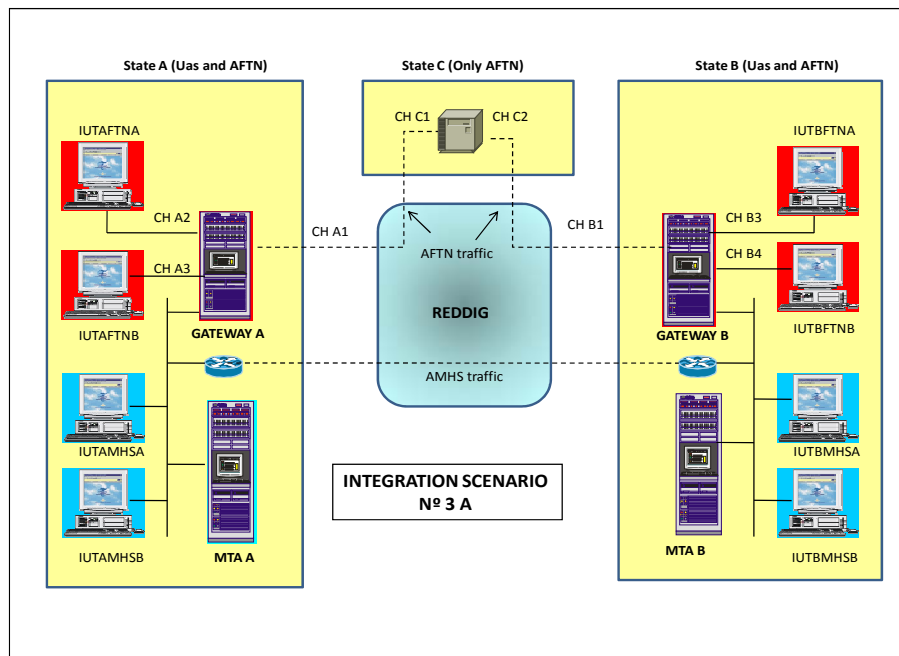 State A (Uas and AFTN)
State C (Only AFTN)
State B (Uas and AFTN)
IUTAFTNA
CH C1
CH C2
IUTBFTNA
CH A2
CH A1
CH B1
CH B3
CH A3
AFTN traffic
CH B4
REDDIG
IUTAFTNB
GATEWAY A
GATEWAY B
IUTBFTNB
AMHS traffic
IUTAMHSA
IUTBMHSA
INTEGRATION SCENARIO
Nº 3 A
IUTAMHSB
MTA A
MTA B
IUTBMHSB